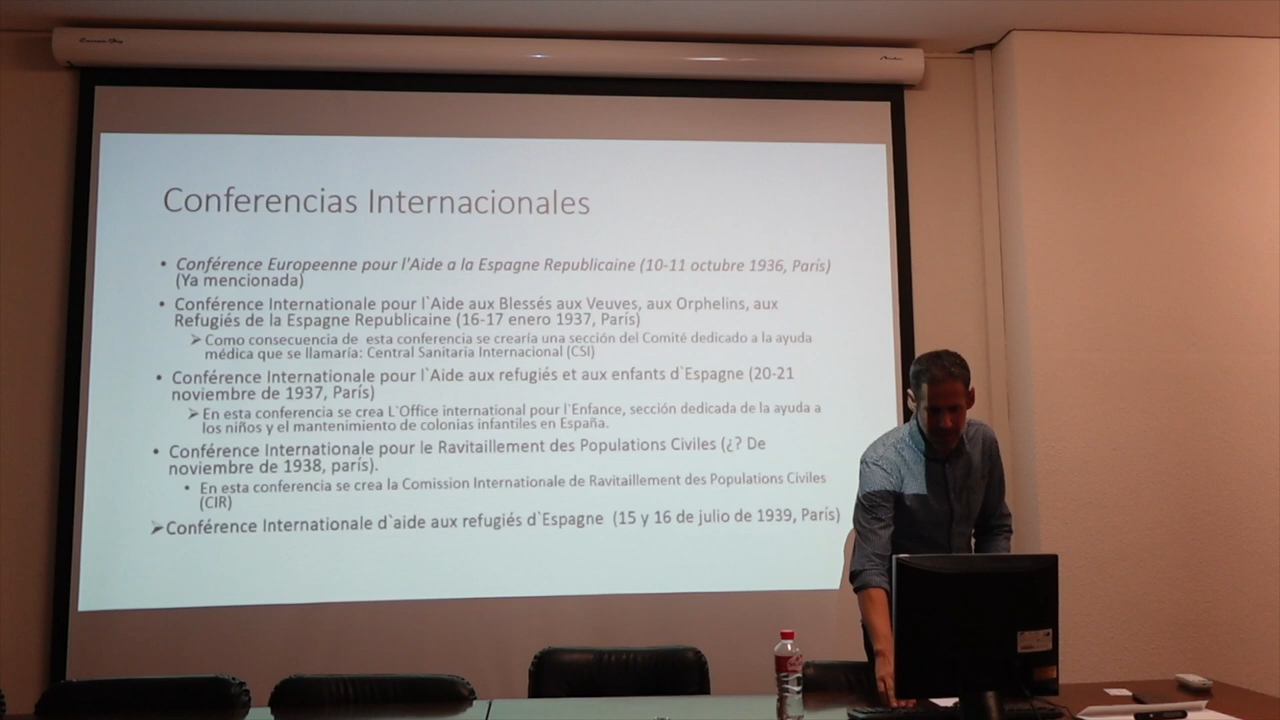 Conferencias Internacionales
• Conférence Europeenne pour l'Aide a la Espagne Republicaine (10-11 octubre 1936, París)
(Ya mencionada)
• Conférence Internationale pour l`Aide aux Blessés aux Veuves, aux Orphelins, aux
Refugiés de la Espagne Republicaine (16-17 enero 1937, París)
➢Como consecuencia de esta conferencia se crearía una sección del Comité dedicado a la ayuda
médica que se llamaría: Central Sanitaria Internacional (CSI)
• Conférence Internationale pour l`Aide aux refugiés et aux enfants d`Espagne (20-21
noviembre de 1937, París)
➢En esta conferencia se crea L`Office international pour l`Enfance, sección dedicada de la ayuda a
los niños y el mantenimiento de colonias infantiles en España.
• Conférence Internationale pour le Ravitaillement des Populations Civiles (¿? De
noviembre de 1938, parís).
• En esta conferencia se crea la Comission Internationale de Ravitaillement des Populations Civiles
(CIR)
➢Conférence Internationale d`aide aux refugiés d`Espagne (15 y 16 de julio de 1939, París)